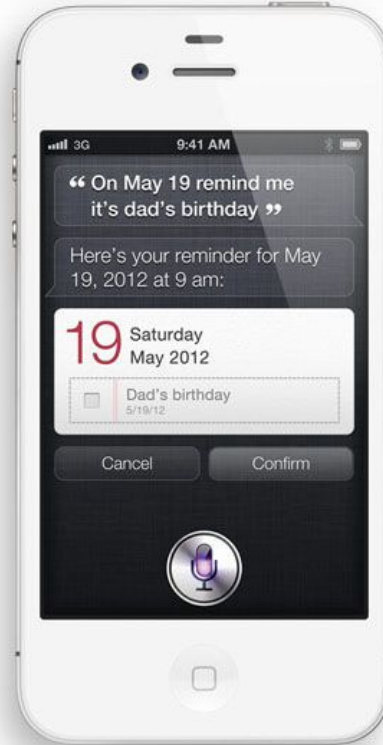 3G 9:41 AM
“ On May 19 remind me
it's dad's birthday ”
Here's your reminder for May
19, 2012 at 9 am:
19 Saturday
May 2012
Dad's birthday
5/19/12
Cancel Confirm